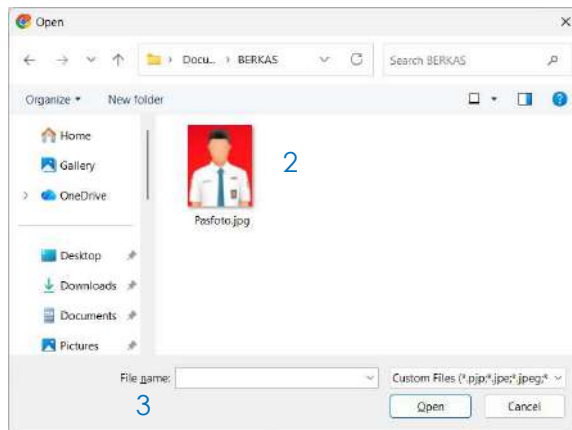 Open
Docu... > BERKAS
Search BERKAS
Organize
New folder
Home
Gallery
OneDrive
2
Pasfoto.jpg
Desktop
Downloads
Documents
Pictures
File name:
Custom Files (*.pjp;*.jpe;*.jpeg;*
3
Open
Cancel